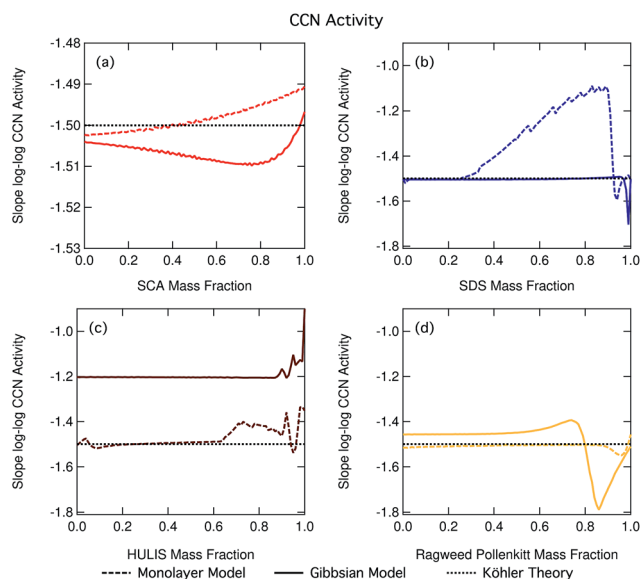 CCN Activity
(a)
Slope log-log CCN Activity
-1.48
-1.49
-1.50
-1.51
-1.52
-1.53
0.0 0.2 0.4 0.6 0.8 1.0
SCA Mass Fraction
(b)
Slope log-log CCN Activity
-1.0
-1.2
-1.4
-1.6
-1.8
0.0 0.2 0.4 0.6 0.8 1.0
SDS Mass Fraction
(c)
Slope log-log CCN Activity
-1.0
-1.2
-1.4
-1.6
-1.8
0.0 0.2 0.4 0.6 0.8 1.0
HULIS Mass Fraction
(d)
Slope log-log CCN Activity
-1.0
-1.2
-1.4
-1.6
-1.8
0.0 0.2 0.4 0.6 0.8 1.0
Ragweed Pollenkitt Mass Fraction
Monolayer Model Gibbsian Model Köhler Theory